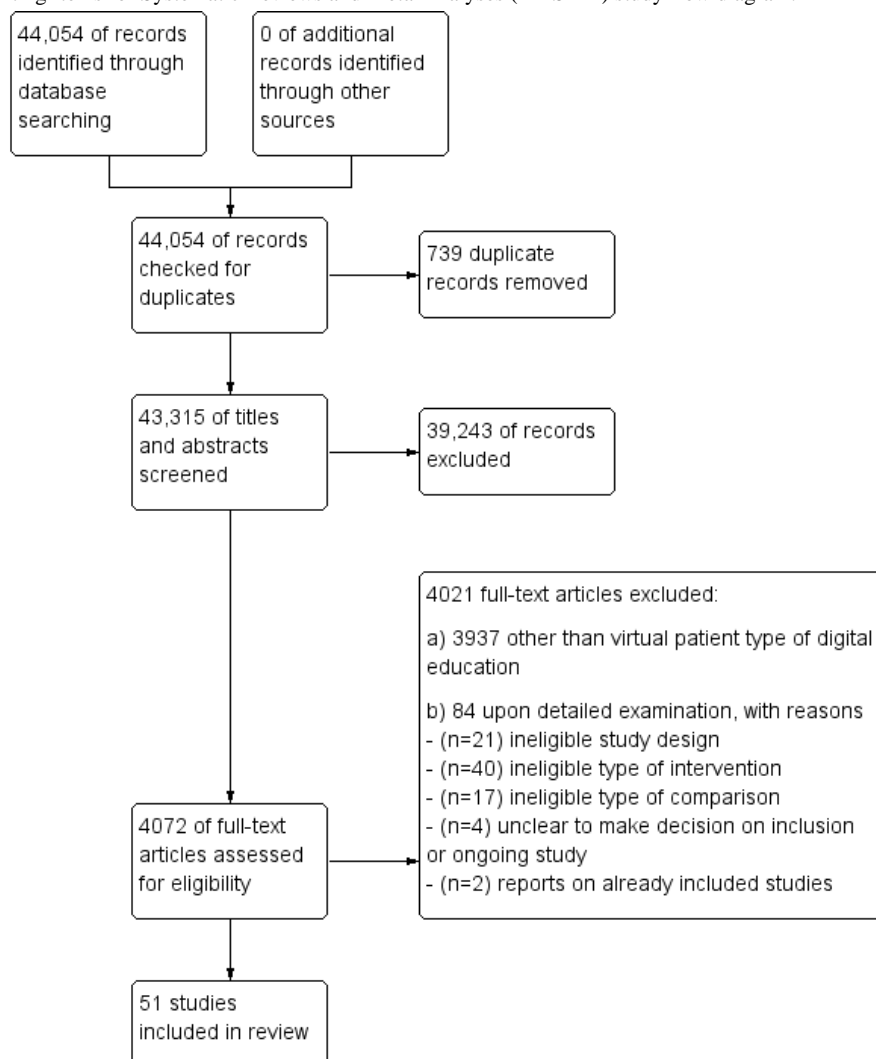 44,054 of records
identified through
database
searching
0 of additional
records identified
through other
sources
44,054 of records
checked for
duplicates
739 duplicate
records removed
43,315 of titles
and abstracts
screened
39,243 of records
excluded
4021 full-text articles excluded:
a) 3937 other than virtual patient type of digital
education
b) 84 upon detailed examination, with reasons
- (n=21) ineligible study design
- (n=40) ineligible type of intervention
- (n=17) ineligible type of comparison
- (n=4) unclear to make decision on inclusion
or ongoing study
- (n=2) reports on already included studies
4072 of full-text
articles assessed
for eligibility
51 studies
included in review